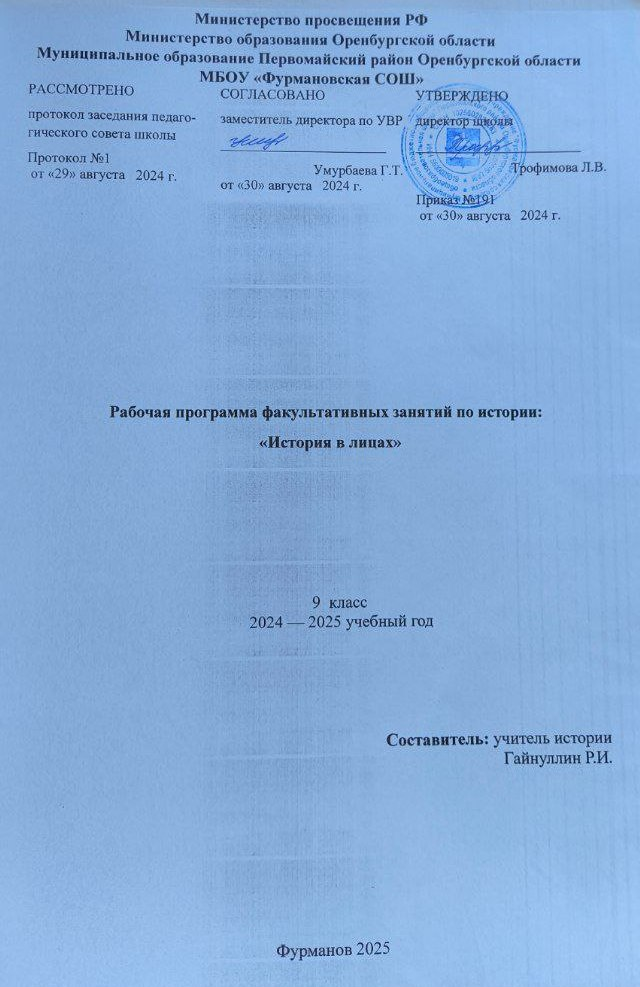 Министерство просвещения РФ
Министерство образования Оренбургской области
Муниципальное образование Первомайский район Оренбургской области
МБОУ «Фурмановская СОШ»
РАССМОТРЕНО
протокол заседания педаго-
гического совета школы
Протокол №1
от «29» августа 2024 г.
СОГЛАСОВАНО
заместитель директора по УВР
Умурбаева Г.Т.
от «30» августа 2024 г.
УТВЕРЖДЕНО
директор школы
Трофимова Л.В.
Приказ №191
от «30» августа 2024 г.
Рабочая программа факультативных занятий по истории:
«История в лицах»
9 класс
2024 — 2025 учебный год
Составитель: учитель истории
Гайнуллин Р.И.
Фурманов 2025